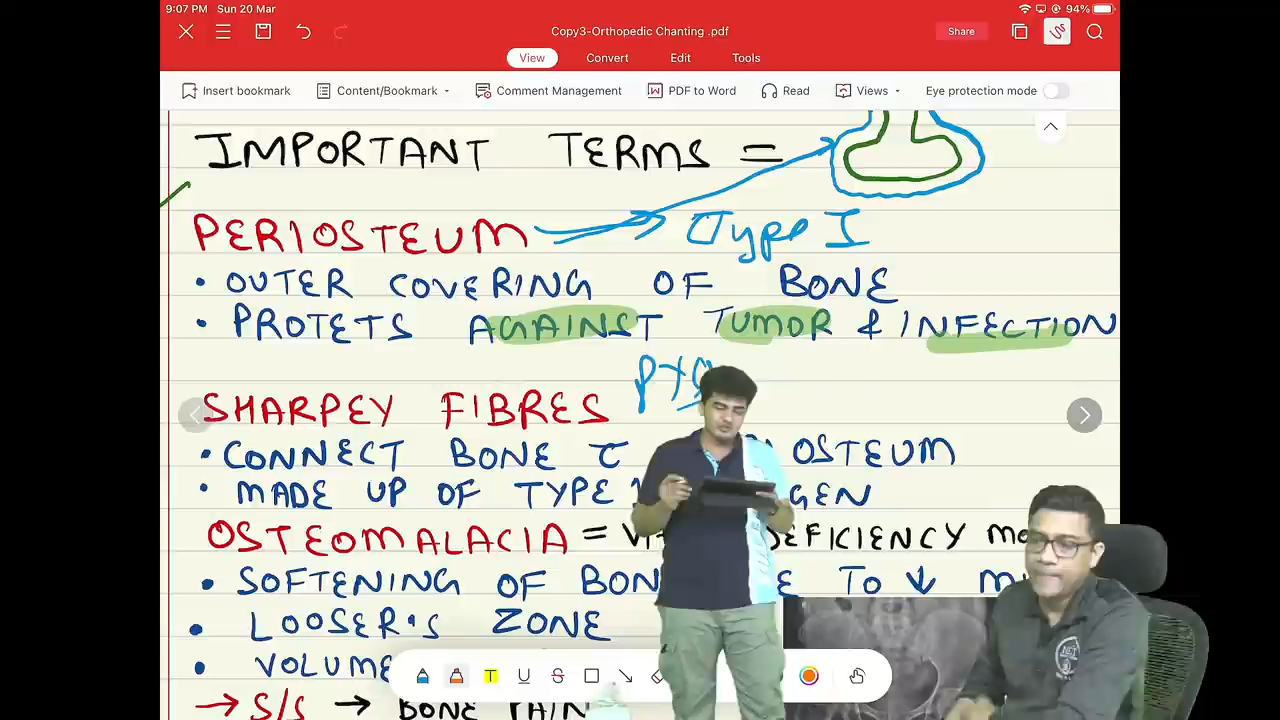 9:07 PM Sun 20 Mar
94%
Copy3-Orthopedic Chanting .pdf
Share
View Convert Edit Tools
Insert bookmark Content/Bookmark Comment Management PDF to Word Read Views Eye protection mode
IMPORTANT TERMS =
PERIOSTEUM → Type I
• OUTER COVERING OF BONE
• PROTETS AGAINST TUMOR & INFECTION
SHARPEY FIBRES
• CONNECT BONE OSTEUM
• MADE UP OF TYPE GEN
OSTEOMALACIA = DEFICIENCY
• SOFTENING OF BON TO ↓
• LOOSER'S ZONE
• VOLUME
→ S/S → BONE PAIN